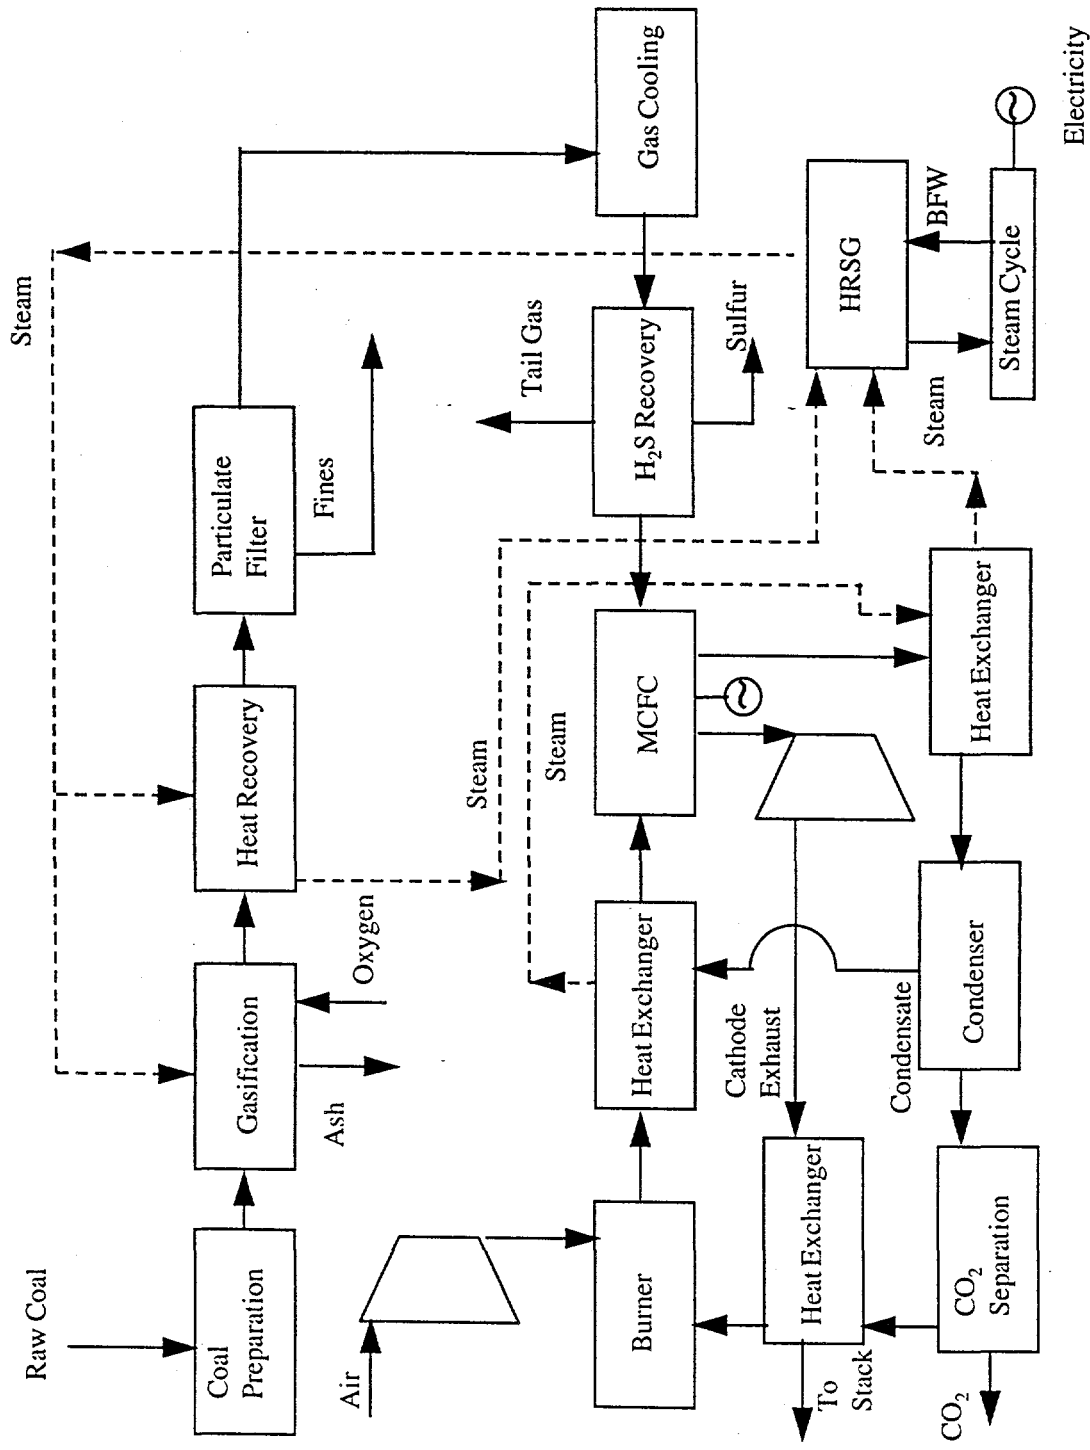 Raw Coal
Coal
Preparation
Gasification
Ash
Oxygen
Heat Recovery
Steam
Particulate
Filter
Fines
Steam
Air
Burner
Heat Exchanger
Steam
MCFC
H₂S Recovery
Tail Gas
Sulfur
Gas Cooling
To
Stack
Heat Exchanger
Cathode
Exhaust
HRSG
BFW
Steam
CO₂
CO₂
Separation
Condensate
Condenser
Heat Exchanger
Steam Cycle
Electricity